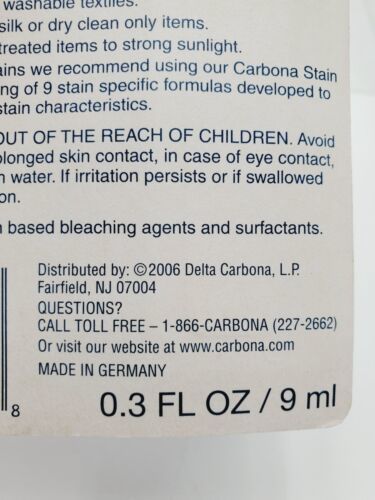 washable textiles.
silk or dry clean only items.
treated items to strong sunlight.
ains we recommend using our Carbona Stain
ng of 9 stain specific formulas developed to
stain characteristics.
OUT OF THE REACH OF CHILDREN. Avoid
olonged skin contact, in case of eye contact,
n water. If irritation persists or if swallowed
on.
n based bleaching agents and surfactants.
Distributed by: ©2006 Delta Carbona, L.P.
Fairfield, NJ 07004
QUESTIONS?
CALL TOLL FREE – 1-866-CARBONA (227-2662)
Or visit our website at www.carbona.com
MADE IN GERMANY
8
0.3 FL OZ / 9 ml